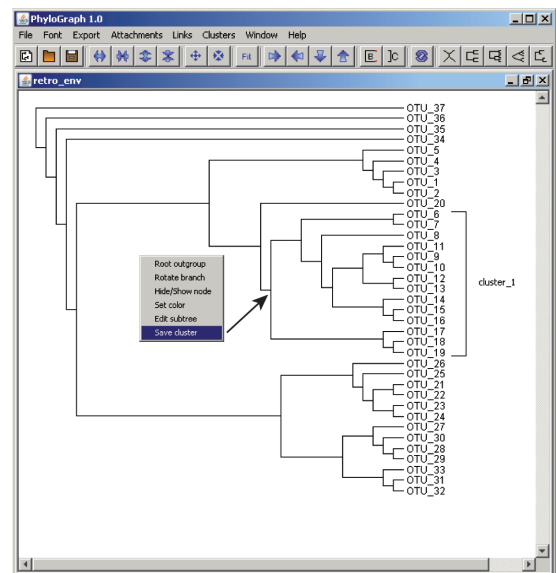 PhyloGraph 1.0
File Font Export Attachments Links Clusters Window Help
Fit B ]C
retro_env
OTU_37
OTU_36
OTU_35
OTU_34
OTU_5
OTU_4
OTU_3
OTU_1
OTU_2
OTU_20
OTU_6
OTU_7
OTU_8
OTU_11
OTU_9
OTU_10
OTU_12
OTU_13
OTU_14
OTU_15
OTU_16
OTU_17
OTU_18
OTU_19
cluster_1
Root outgroup
Rotate branch
Hide/Show node
Set color
Edit subtree
Save cluster
OTU_26
OTU_25
OTU_21
OTU_22
OTU_23
OTU_24
OTU_27
OTU_30
OTU_28
OTU_29
OTU_33
OTU_31
OTU_32